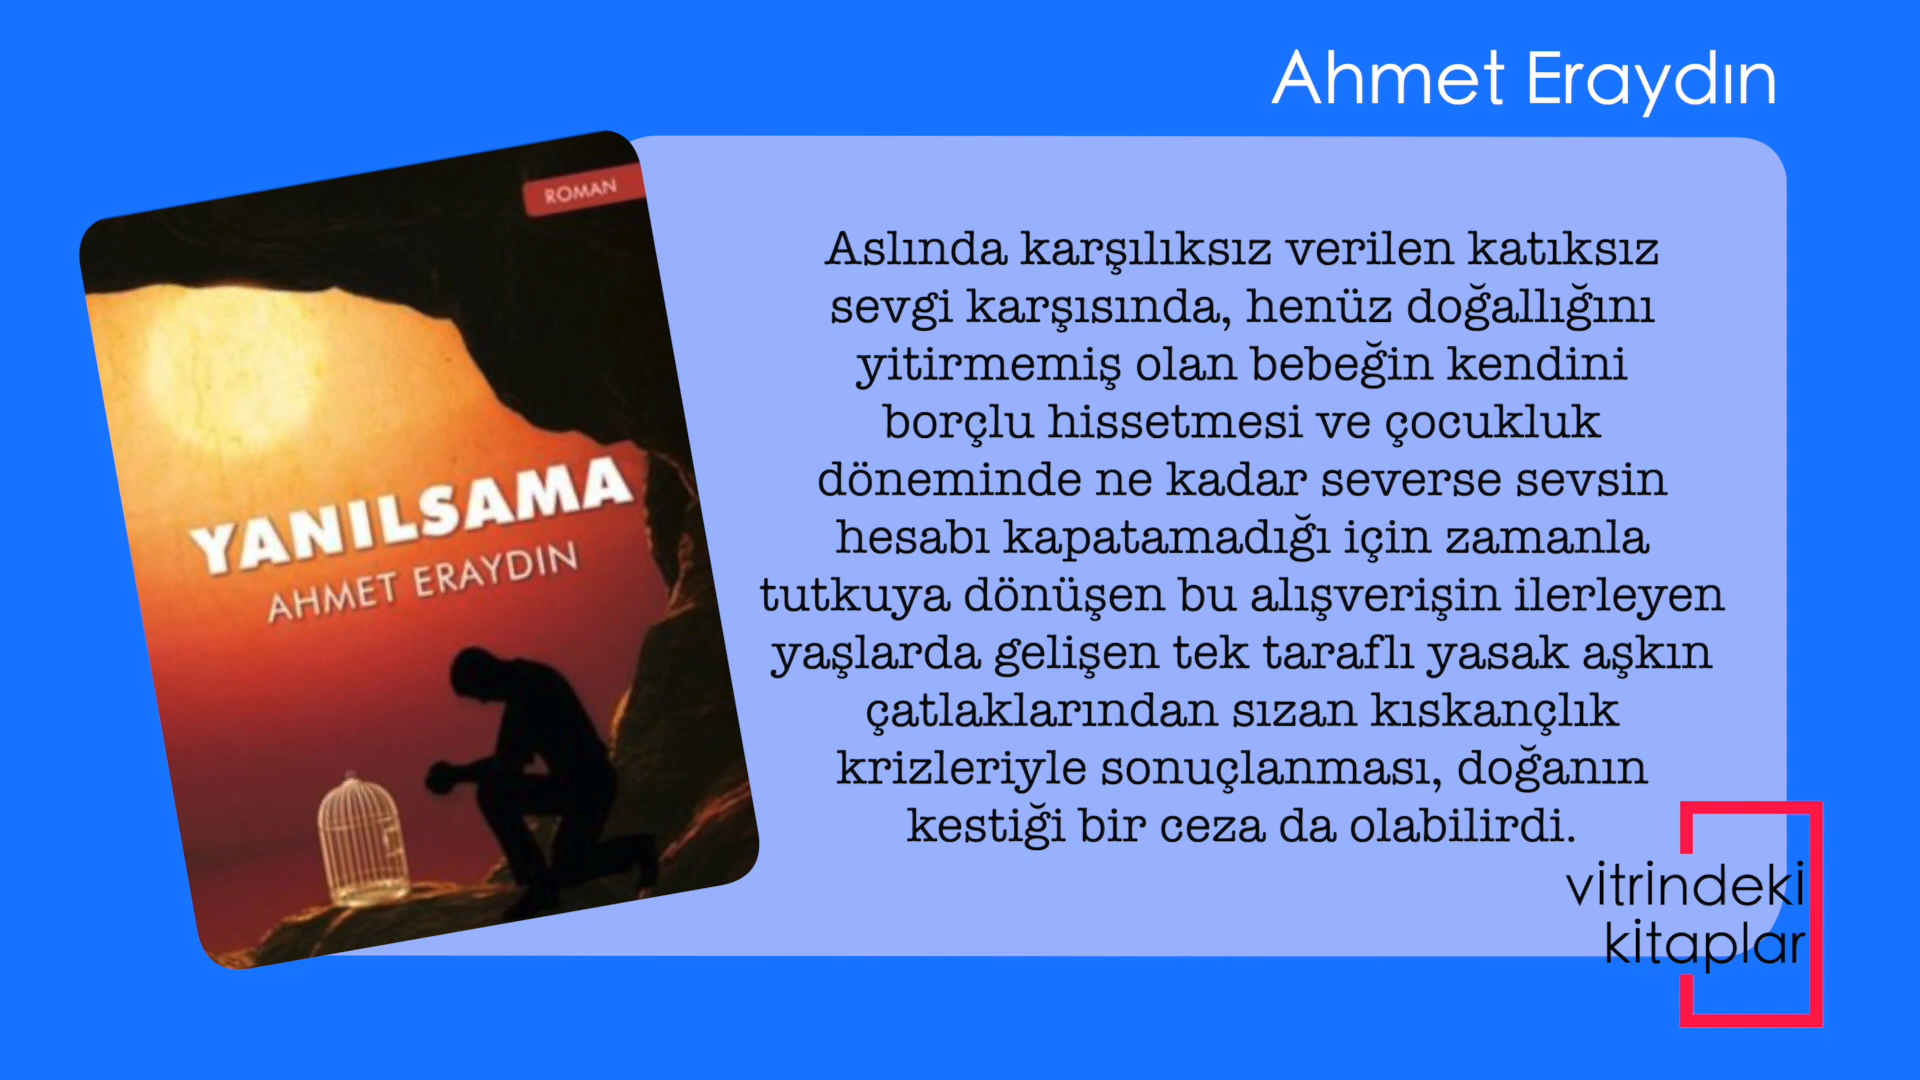 Ahmet Eraydın
ROMAN
YANILSAMA
AHMET ERAYDIN
Aslında karşılıksız verilen katıksız
sevgi karşısında, henüz doğallığını
yitirmemiş olan bebeğin kendini
borçlu hissetmesi ve çocukluk
döneminde ne kadar severse sevsin
hesabı kapatamadığı için zamanla
tutkuya dönüşen bu alışverişin ilerleyen
yaşlarda gelişen tek taraflı yasak aşkın
çatlaklarından sızan kıskançlık
krizleriyle sonuçlanması, doğanın
kestiği bir ceza da olabilirdi.
vitrindeki
kitaplar